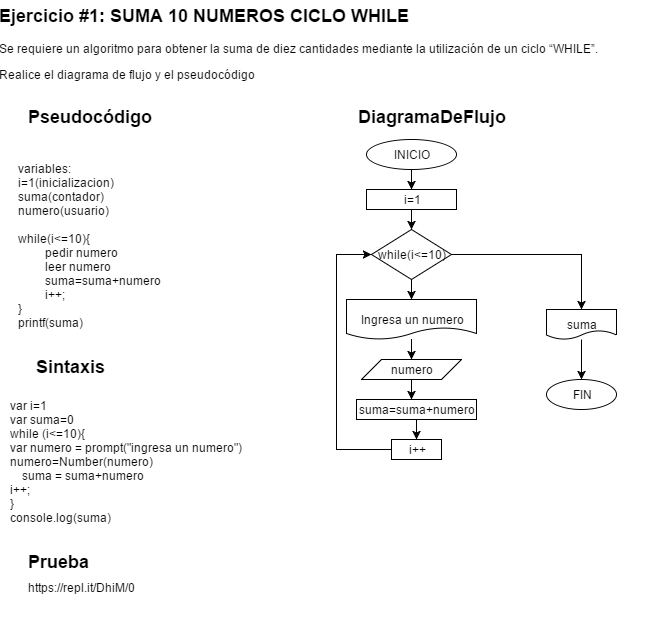 Ejercicio #1: SUMA 10 NUMEROS CICLO WHILE
Se requiere un algoritmo para obtener la suma de diez cantidades mediante la utilización de un ciclo “WHILE”.
Realice el diagrama de flujo y el pseudocódigo
Pseudocódigo
variables:
i=1(inicializacion)
suma(contador)
numero(usuario)
while(i<=10){
pedir numero
leer numero
suma=suma+numero
i++;
}
printf(suma)
Sintaxis
var i=1
var suma=0
while (i<=10){
var numero = prompt("ingresa un numero")
numero=Number(numero)
suma = suma+numero
i++;
}
console.log(suma)
Prueba
https://repl.it/DhiM/0
DiagramaDeFlujo
INICIO
i=1
while(i<=10)
Ingresa un numero
numero
suma=suma+numero
i++
suma
FIN